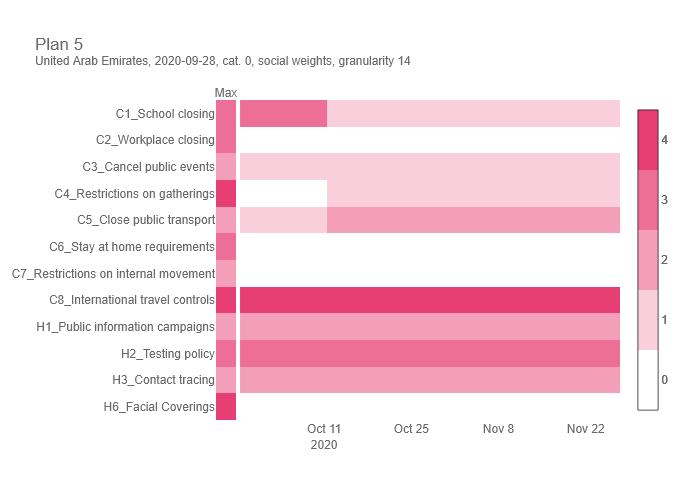 Plan 5
United Arab Emirates, 2020-09-28, cat. 0, social weights, granularity 14
Max
C1_School closing
C2_Workplace closing
C3_Cancel public events
C4_Restrictions on gatherings
C5_Close public transport
C6_Stay at home requirements
C7_Restrictions on internal movement
C8_International travel controls
H1_Public information campaigns
H2_Testing policy
H3_Contact tracing
H6_Facial Coverings
Oct 11 Oct 25 Nov 8 Nov 22
2020
4
3
2
1
0